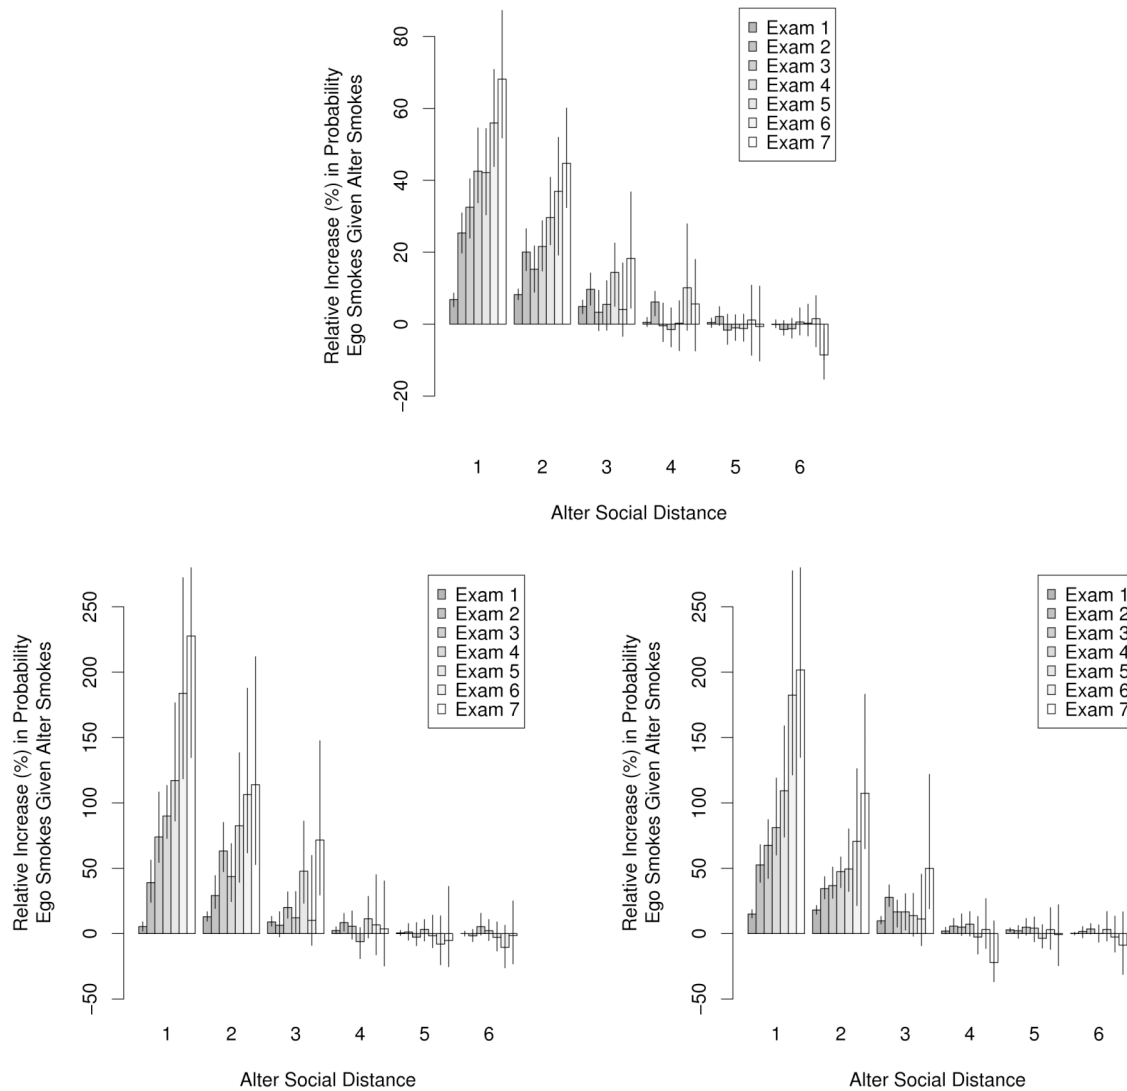 Relative Increase (%) in Probability
Ego Smokes Given Alter Smokes
80
60
40
20
0
−20
Exam 1
Exam 2
Exam 3
Exam 4
Exam 5
Exam 6
Exam 7
1 2 3 4 5 6
Alter Social Distance
Relative Increase (%) in Probability
Ego Smokes Given Alter Smokes
250
200
150
100
50
0
−50
Exam 1
Exam 2
Exam 3
Exam 4
Exam 5
Exam 6
Exam 7
1 2 3 4 5 6
Alter Social Distance
Relative Increase (%) in Probability
Ego Smokes Given Alter Smokes
250
200
150
100
50
0
−50
Exam 1
Exam 2
Exam 3
Exam 4
Exam 5
Exam 6
Exam 7
1 2 3 4 5 6
Alter Social Distance